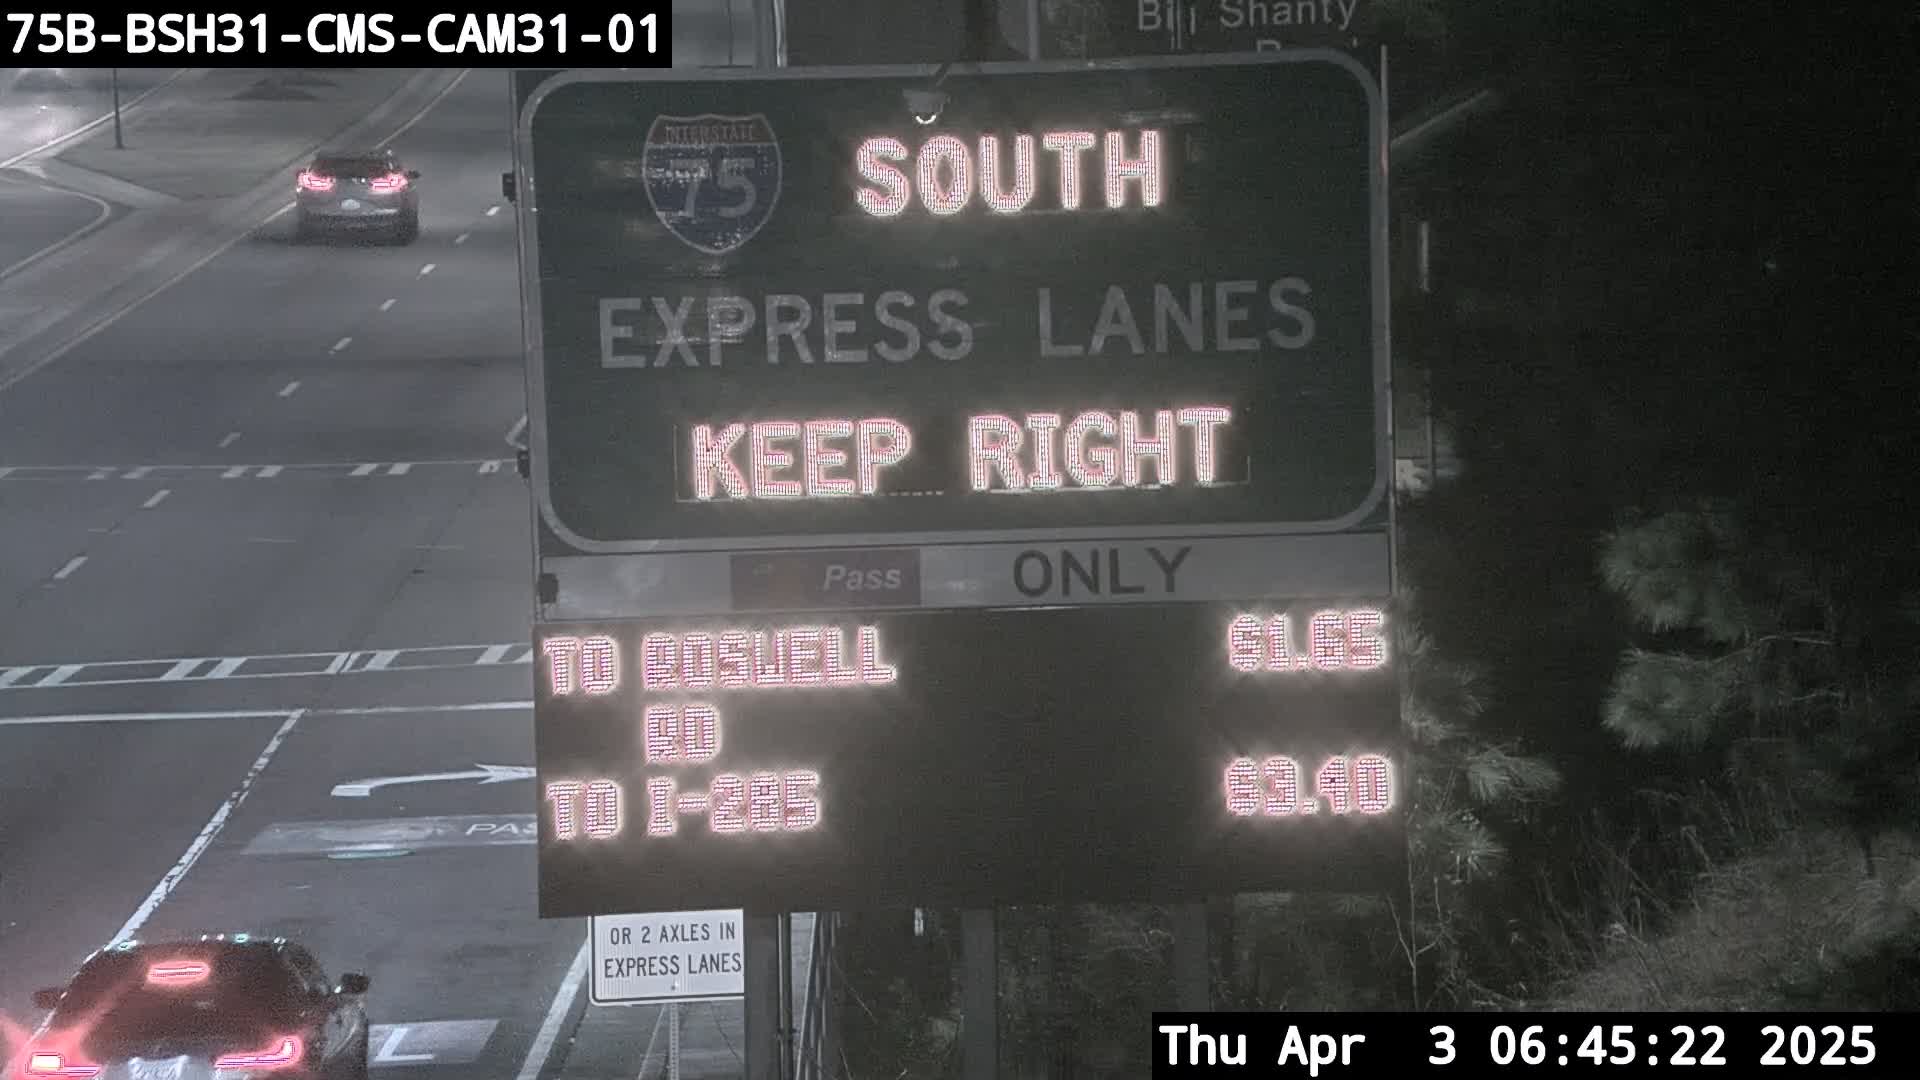 75B-BSH31-CMS-CAM31-01
Shanty
INTERSTATE
75
SOUTH
EXPRESS LANES
KEEP RIGHT
Pass ONLY
TO ROSWELL $1.65
RD
TO I-285 $3.40
PAS
OR 2 AXLES IN
EXPRESS LANES
L
Thu Apr 3 06:45:22 2025